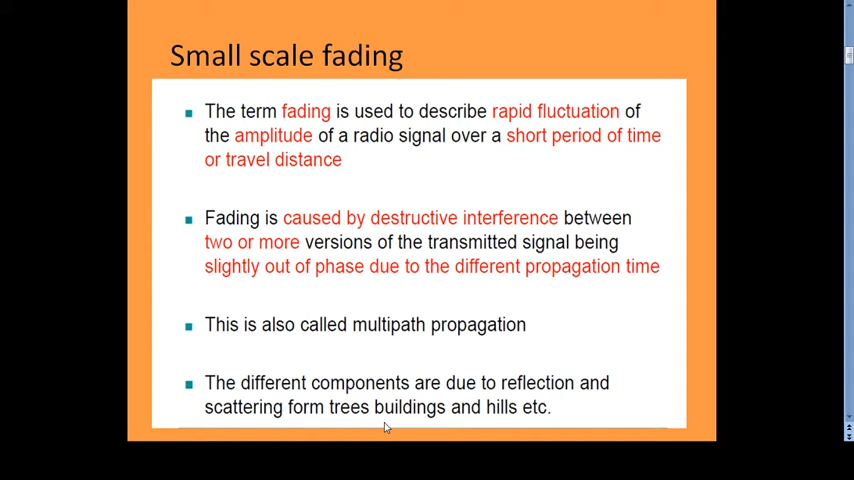 Small scale fading
The term fading is used to describe rapid fluctuation of
the amplitude of a radio signal over a short period of time
or travel distance
Fading is caused by destructive interference between
two or more versions of the transmitted signal being
slightly out of phase due to the different propagation time
This is also called multipath propagation
The different components are due to reflection and
scattering form trees buildings and hills etc.